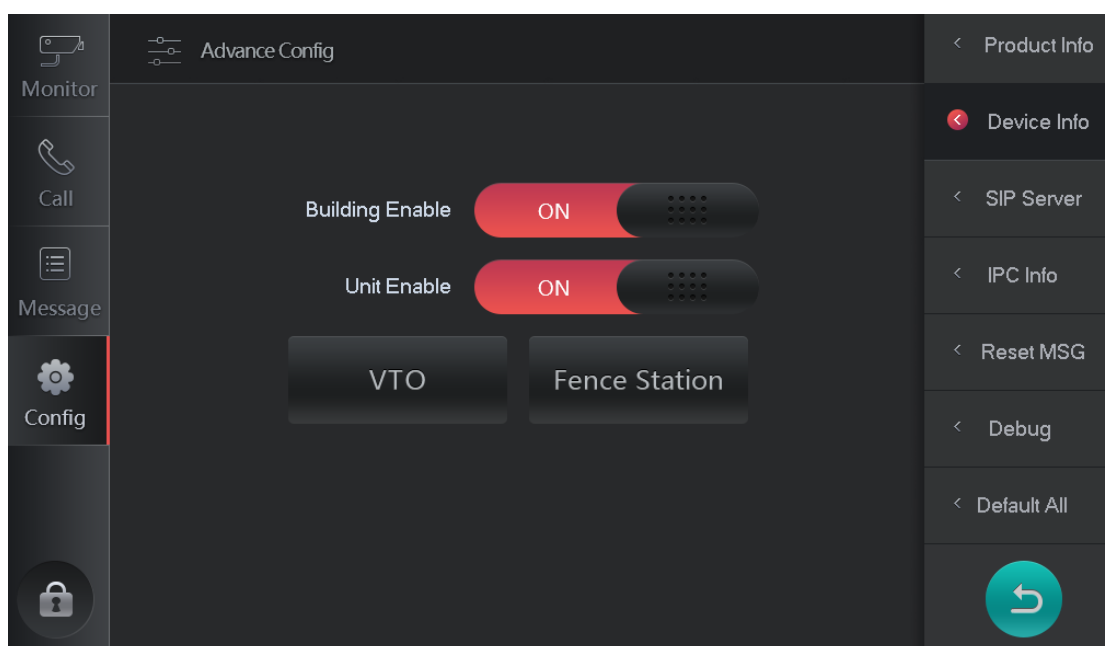 Monitor
Call
Message
Config
Advance Config
Building Enable ON
Unit Enable ON
VTO Fence Station
Product Info
Device Info
SIP Server
IPC Info
Reset MSG
Debug
Default All